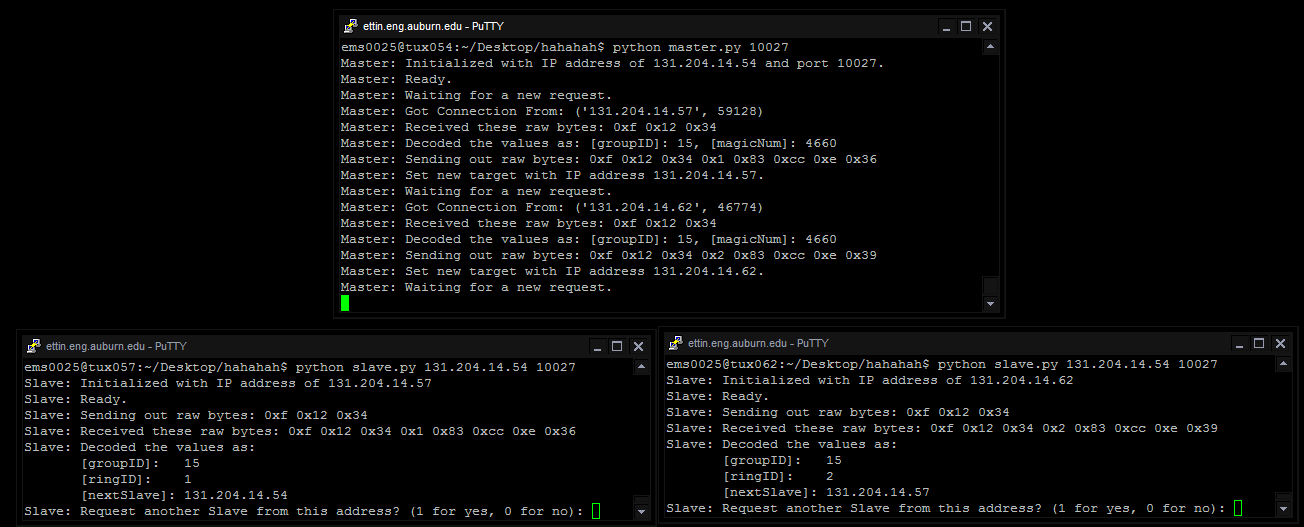 ettin.eng.auburn.edu - PuTTY
ems0025@tux054:~/Desktop/hahahah$ python master.py 10027
Master: Initialized with IP address of 131.204.14.54 and port 10027.
Master: Ready.
Master: Waiting for a new request.
Master: Got Connection From: ('131.204.14.57', 59128)
Master: Received these raw bytes: 0xf 0x12 0x34
Master: Decoded the values as: [groupID]: 15, [magicNum]: 4660
Master: Sending out raw bytes: 0xf 0x12 0x34 0x1 0x83 0xcc 0xe 0x36
Master: Set new target with IP address 131.204.14.57.
Master: Waiting for a new request.
Master: Got Connection From: ('131.204.14.62', 46774)
Master: Received these raw bytes: 0xf 0x12 0x34
Master: Decoded the values as: [groupID]: 15, [magicNum]: 4660
Master: Sending out raw bytes: 0xf 0x12 0x34 0x2 0x83 0xcc 0xe 0x39
Master: Set new target with IP address 131.204.14.62.
Master: Waiting for a new request.
ettin.eng.auburn.edu - PuTTY
ems0025@tux057:~/Desktop/hahahah$ python slave.py 131.204.14.54 10027
Slave: Initialized with IP address of 131.204.14.57
Slave: Ready.
Slave: Sending out raw bytes: 0xf 0x12 0x34
Slave: Received these raw bytes: 0xf 0x12 0x34 0x1 0x83 0xcc 0xe 0x36
Slave: Decoded the values as:
[groupID]: 15
[ringID]: 1
[nextSlave]: 131.204.14.54
Slave: Request another Slave from this address? (1 for yes, 0 for no):
ettin.eng.auburn.edu - PuTTY
ems0025@tux062:~/Desktop/hahahah$ python slave.py 131.204.14.54 10027
Slave: Initialized with IP address of 131.204.14.62
Slave: Ready.
Slave: Sending out raw bytes: 0xf 0x12 0x34
Slave: Received these raw bytes: 0xf 0x12 0x34 0x2 0x83 0xcc 0xe 0x39
Slave: Decoded the values as:
[groupID]: 15
[ringID]: 2
[nextSlave]: 131.204.14.57
Slave: Request another Slave from this address? (1 for yes, 0 for no):